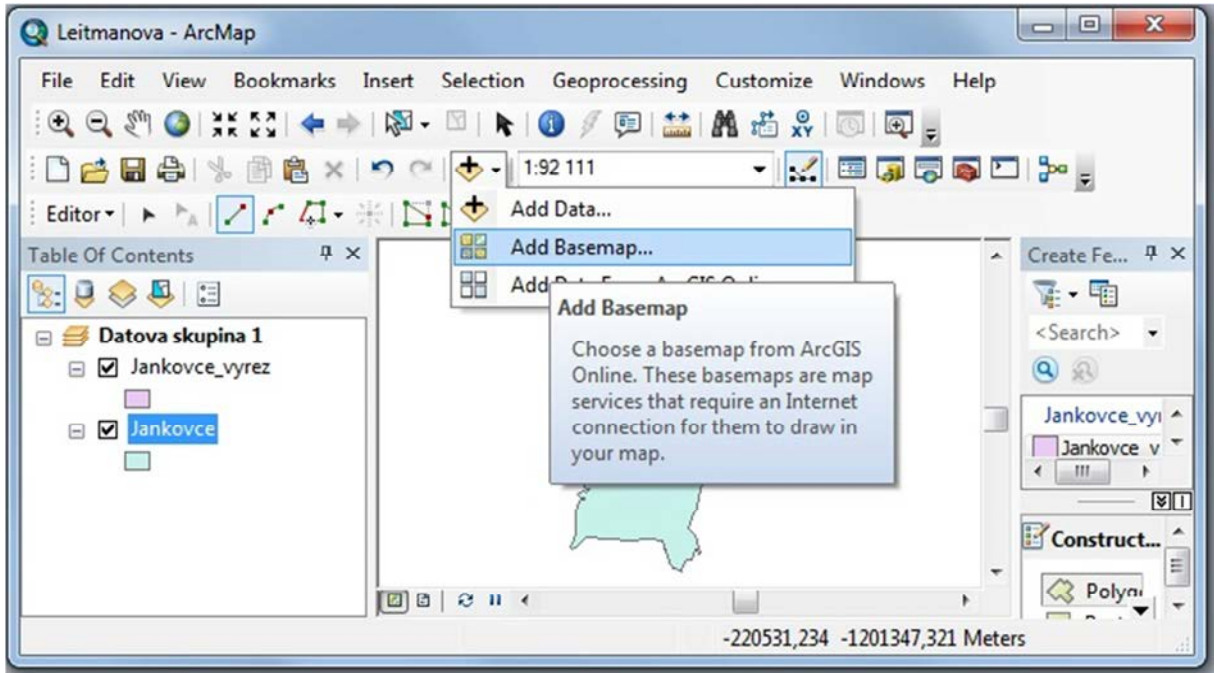 Leitmanova - ArcMap
File Edit View Bookmarks Insert Selection Geoprocessing Customize Windows Help
1:92 111
Editor
Add Data...
Add Basemap...
Add
Table Of Contents
Create Fe...
Datova skupina 1
Jankovce_vyrez
Jankovce
Add Basemap
Choose a basemap from ArcGIS
Online. These basemaps are map
services that require an Internet
connection for them to draw in
your map.
<Search>
Jankovce_vyr
Jankovce_v
Construct...
Polyg
-220531,234 -1201347,321 Meters